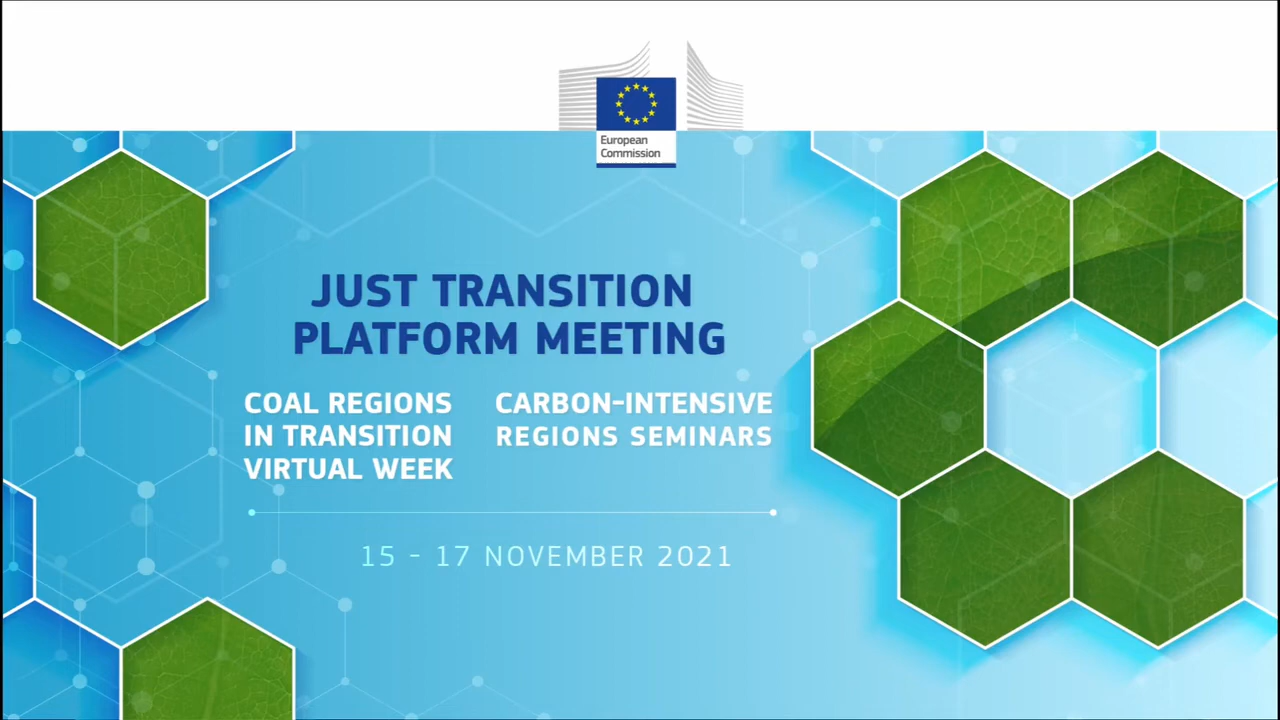 European
Commission
JUST TRANSITION
PLATFORM MEETING
COAL REGIONS
IN TRANSITION
VIRTUAL WEEK
CARBON-INTENSIVE
REGIONS SEMINARS
15 - 17 NOVEMBER 2021